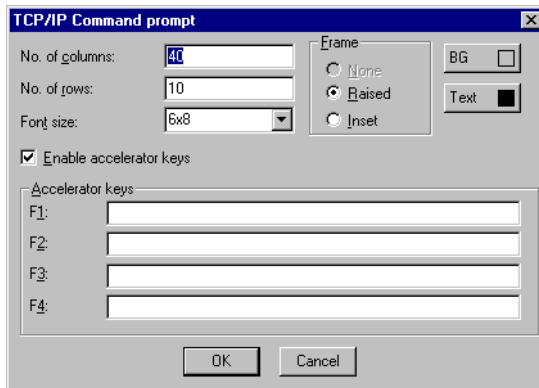 TCP/IP Command prompt
No. of columns: 40
No. of rows: 10
Font size: 6x8
Frame
None
Raised
Inset
BG
Text
Enable accelerator keys
Accelerator keys
F1:
F2:
F3:
F4:
OK Cancel